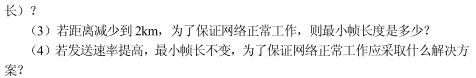 长）？
（3）若距离减少到 2km，为了保证网络正常工作，则最小帧长度是多少？
（4）若发送速率提高，最小帧长不变，为了保证网络正常工作应采取什么解决方
案？